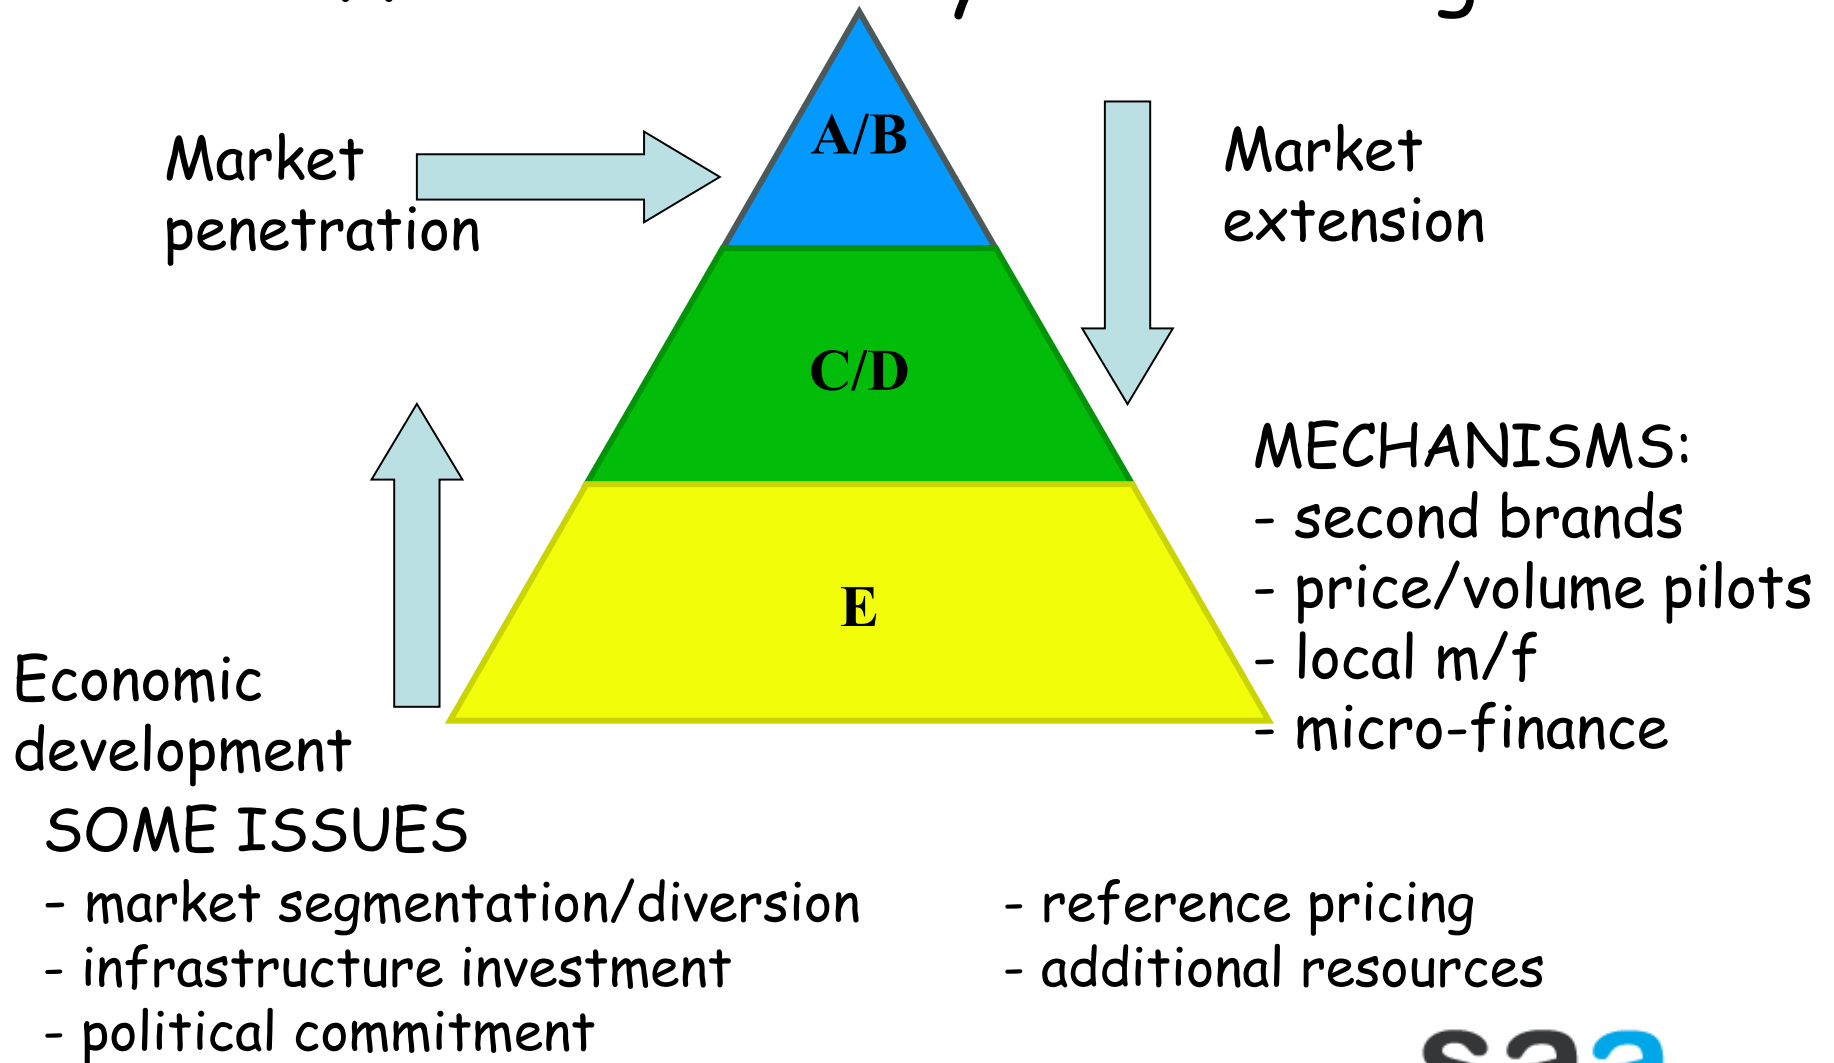 A/B
Market
penetration
Market
extension
C/D
MECHANISMS:
- second brands
- price/volume pilots
- local m/f
- micro-finance
E
Economic
development
SOME ISSUES
- market segmentation/diversion
- infrastructure investment
- political commitment
- reference pricing
- additional resources
saa